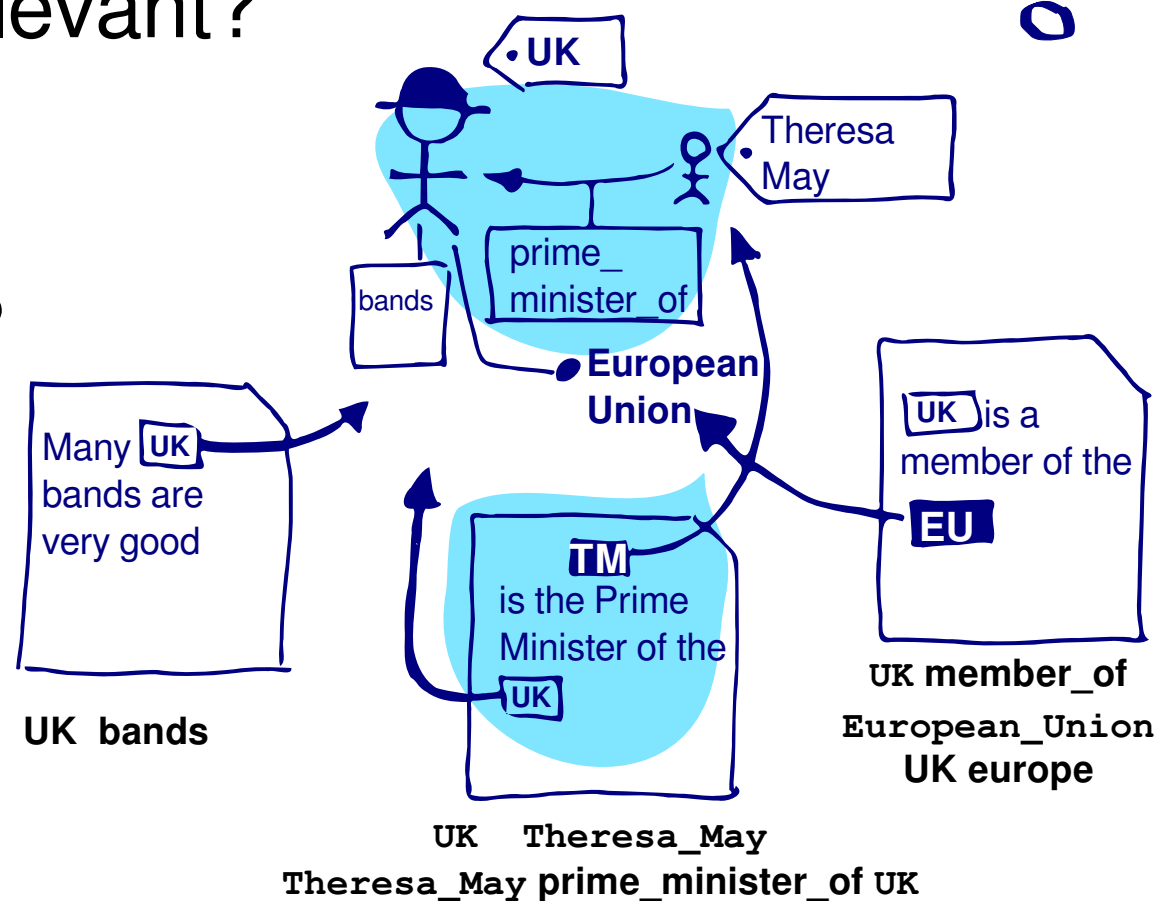 levant?
UK
Theresa
May
prime_
minister_of
bands
European
Union
Many UK
bands are
very good
UK is a
member of the
EU
TM
is the Prime
Minister of the
UK
UK bands
UK member_of
European_Union
UK europe
UK Theresa_May
Theresa_May prime_minister_of UK